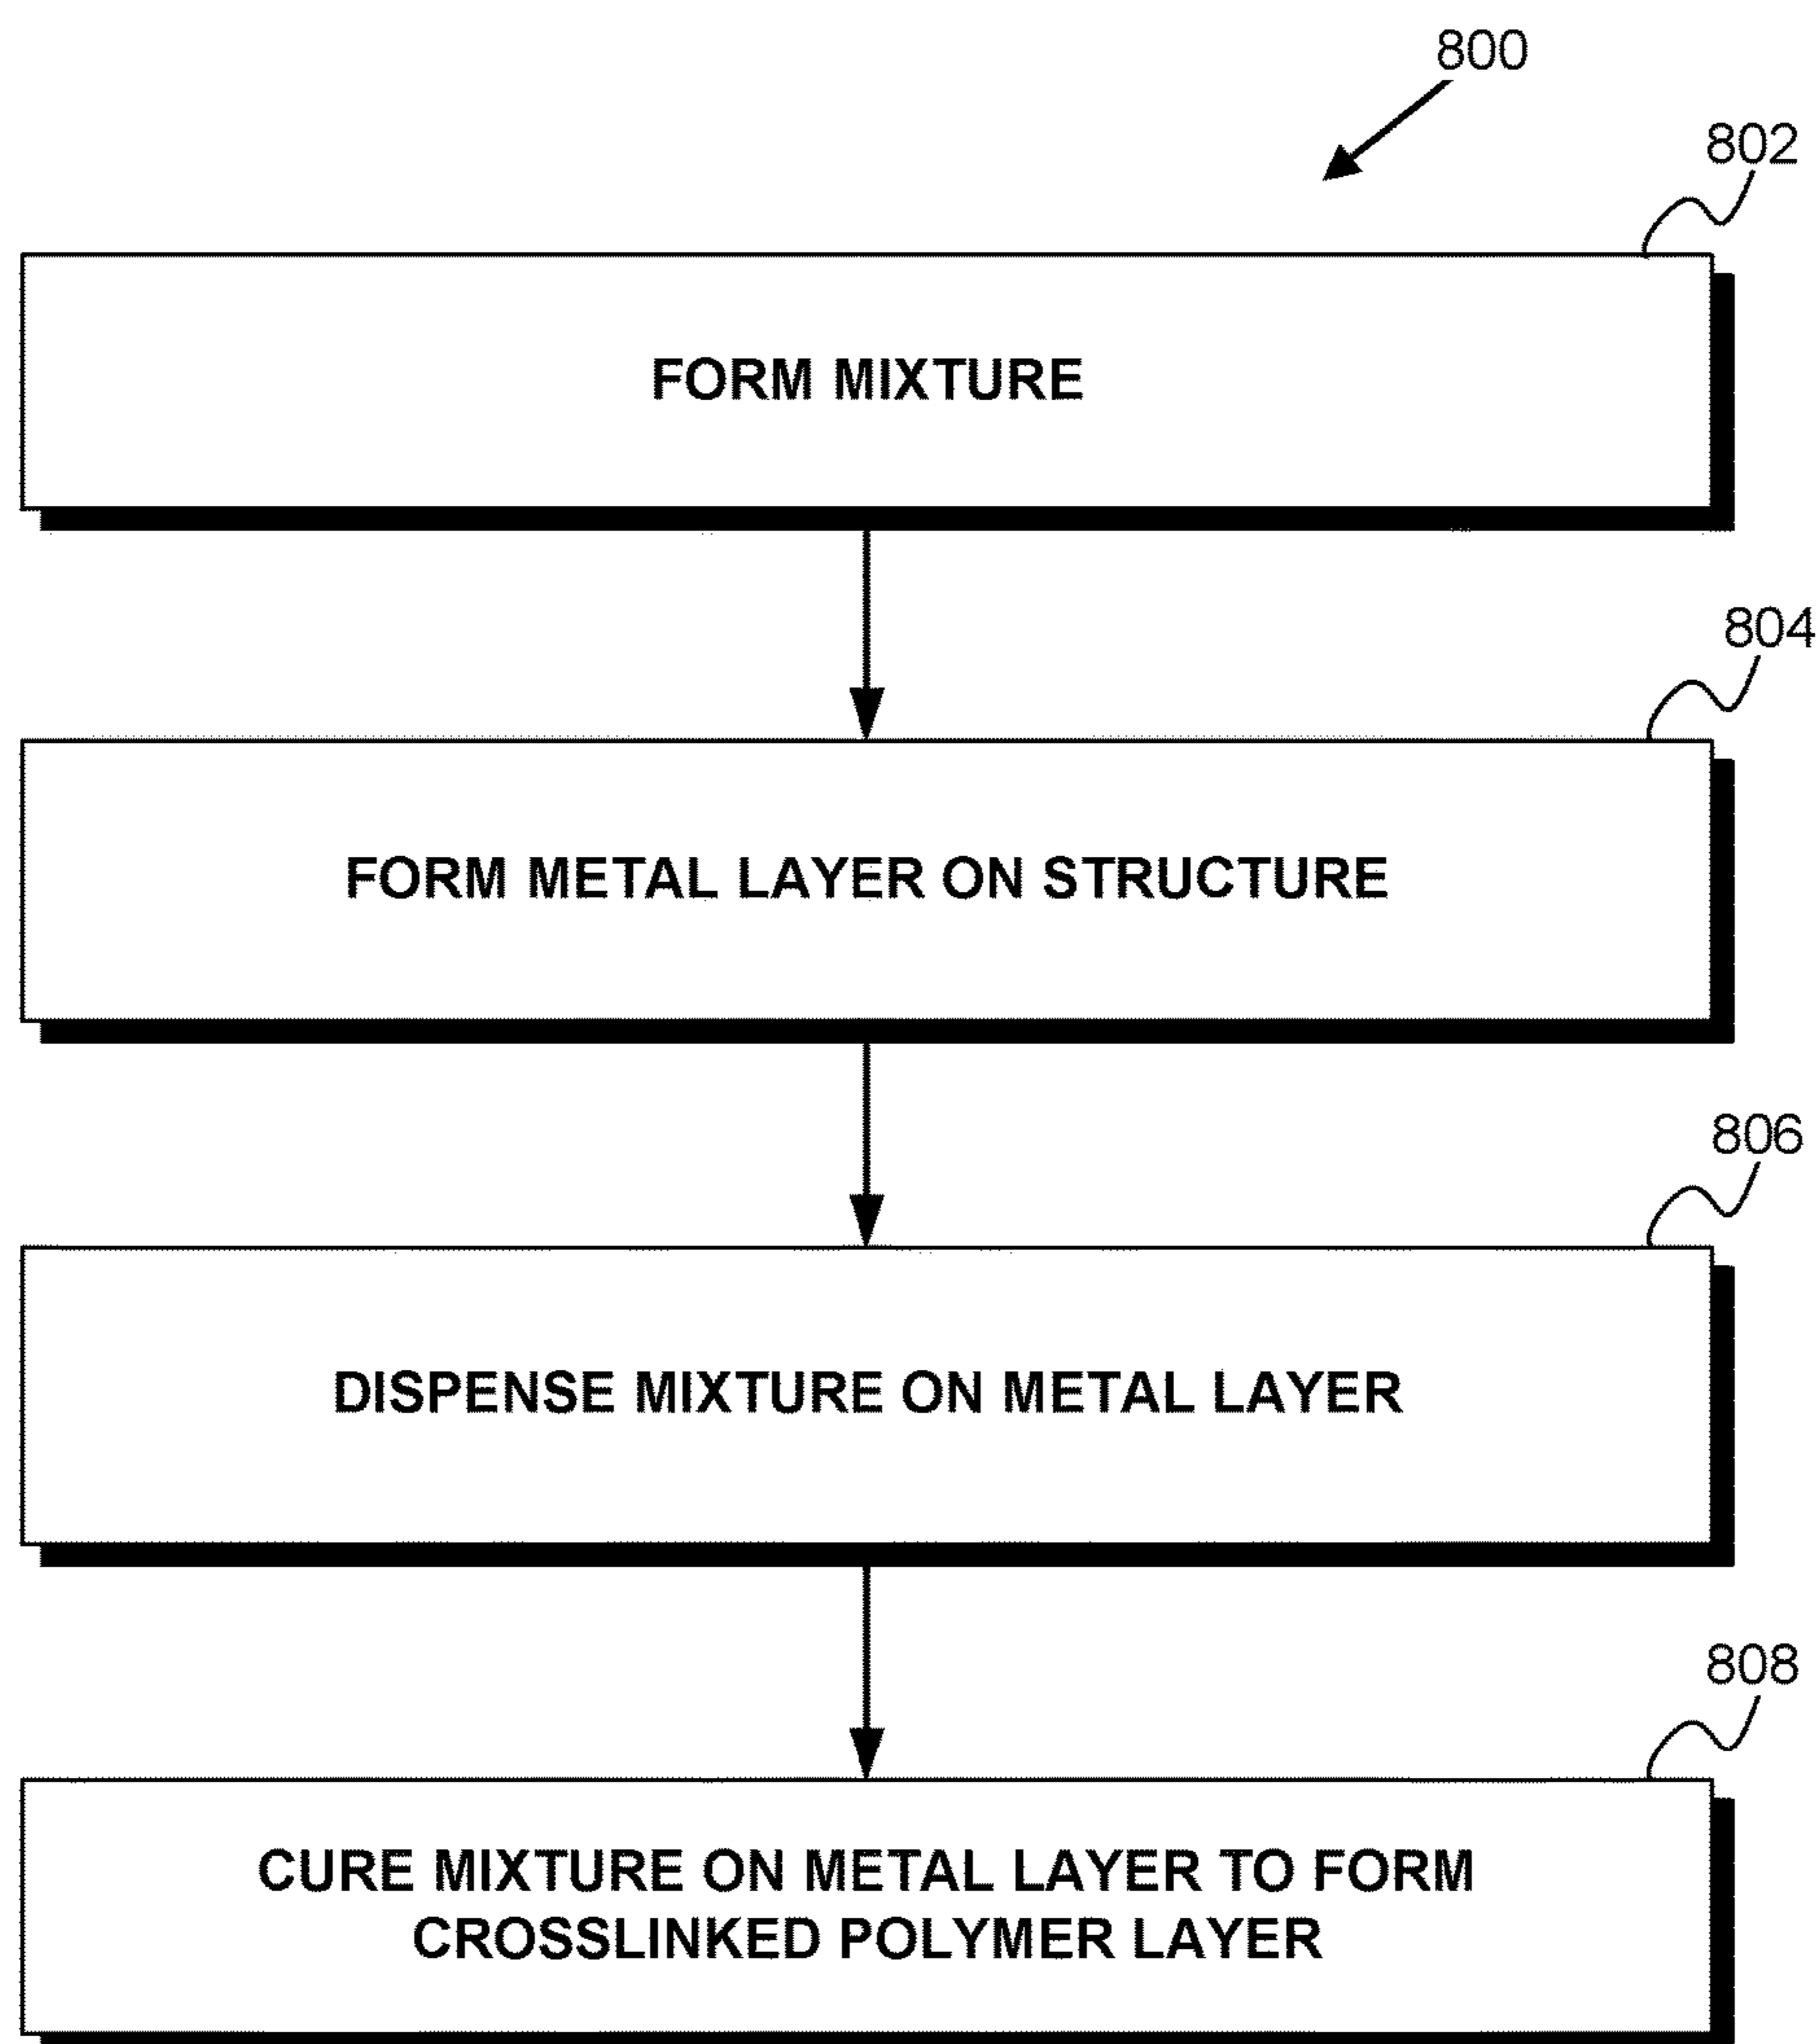 800
802
FORM MIXTURE
804
FORM METAL LAYER ON STRUCTURE
806
DISPENSE MIXTURE ON METAL LAYER
808
CURE MIXTURE ON METAL LAYER TO FORM
CROSSLINKED POLYMER LAYER